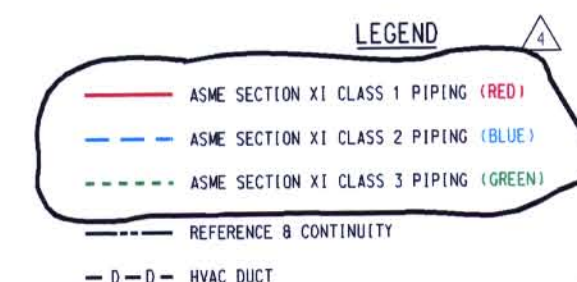 LEGEND
4
ASME SECTION XI CLASS 1 PIPING (RED)
ASME SECTION XI CLASS 2 PIPING (BLUE)
ASME SECTION XI CLASS 3 PIPING (GREEN)
REFERENCE & CONTINUITY
D D HVAC DUCT